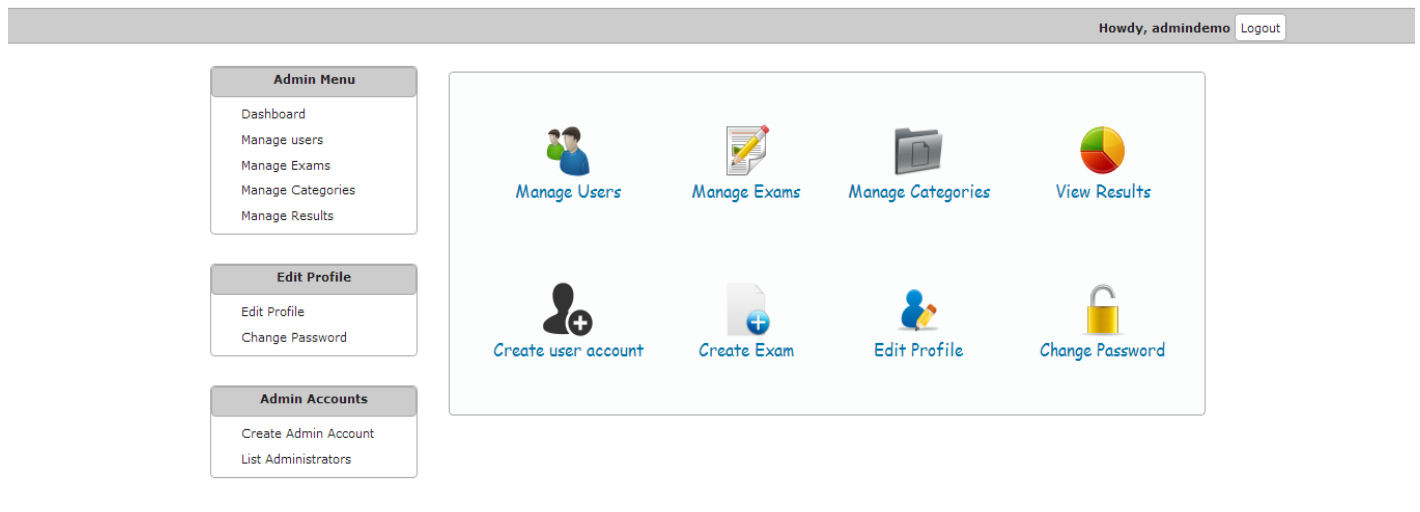 Howdy, admindemo Logout
Admin Menu
Dashboard
Manage users
Manage Exams
Manage Categories
Manage Results
Edit Profile
Edit Profile
Change Password
Admin Accounts
Create Admin Account
List Administrators
Manage Users Manage Exams Manage Categories View Results
Create user account Create Exam Edit Profile Change Password